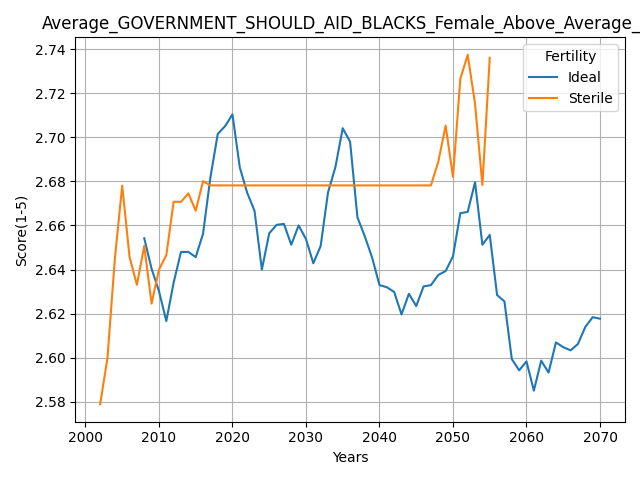 Average_GOVERNMENT_SHOULD_AID_BLACKS_Female_Above_Average_
2.74
2.72
2.70
2.68
2.66
2.64
2.62
2.60
2.58
Score(1-5)
Fertility
Ideal
Sterile
2000 2010 2020 2030 2040 2050 2060 2070
Years